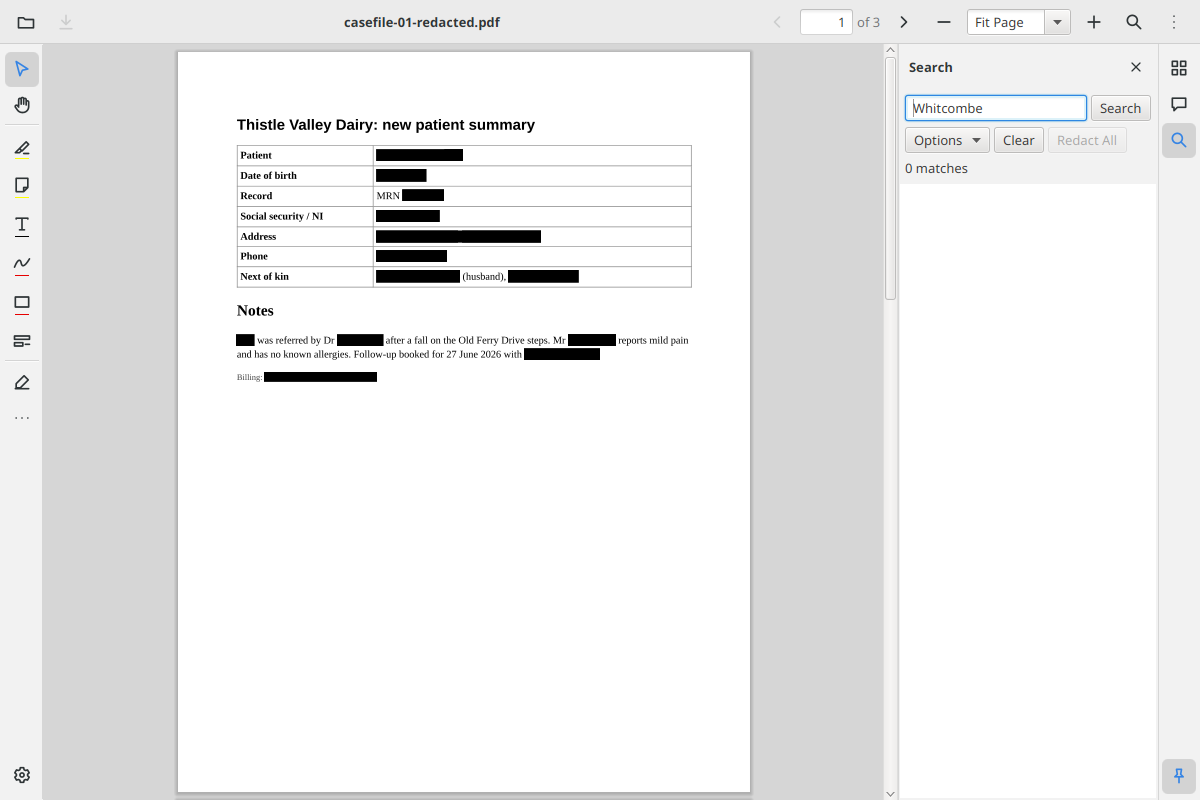 casefile-01-redacted.pdf
1 of 3
Fit Page
Search
Whitcombe
Search
Options
Clear
Redact All
0 matches
Thistle Valley Dairy: new patient summary
Patient
Date of birth
Record MRN
Social security / NI
Address
Phone
Next of kin (husband),
Notes
was referred by Dr after a fall on the Old Ferry Drive steps. Mr reports mild pain
and has no known allergies. Follow-up booked for 27 June 2026 with
Billing: